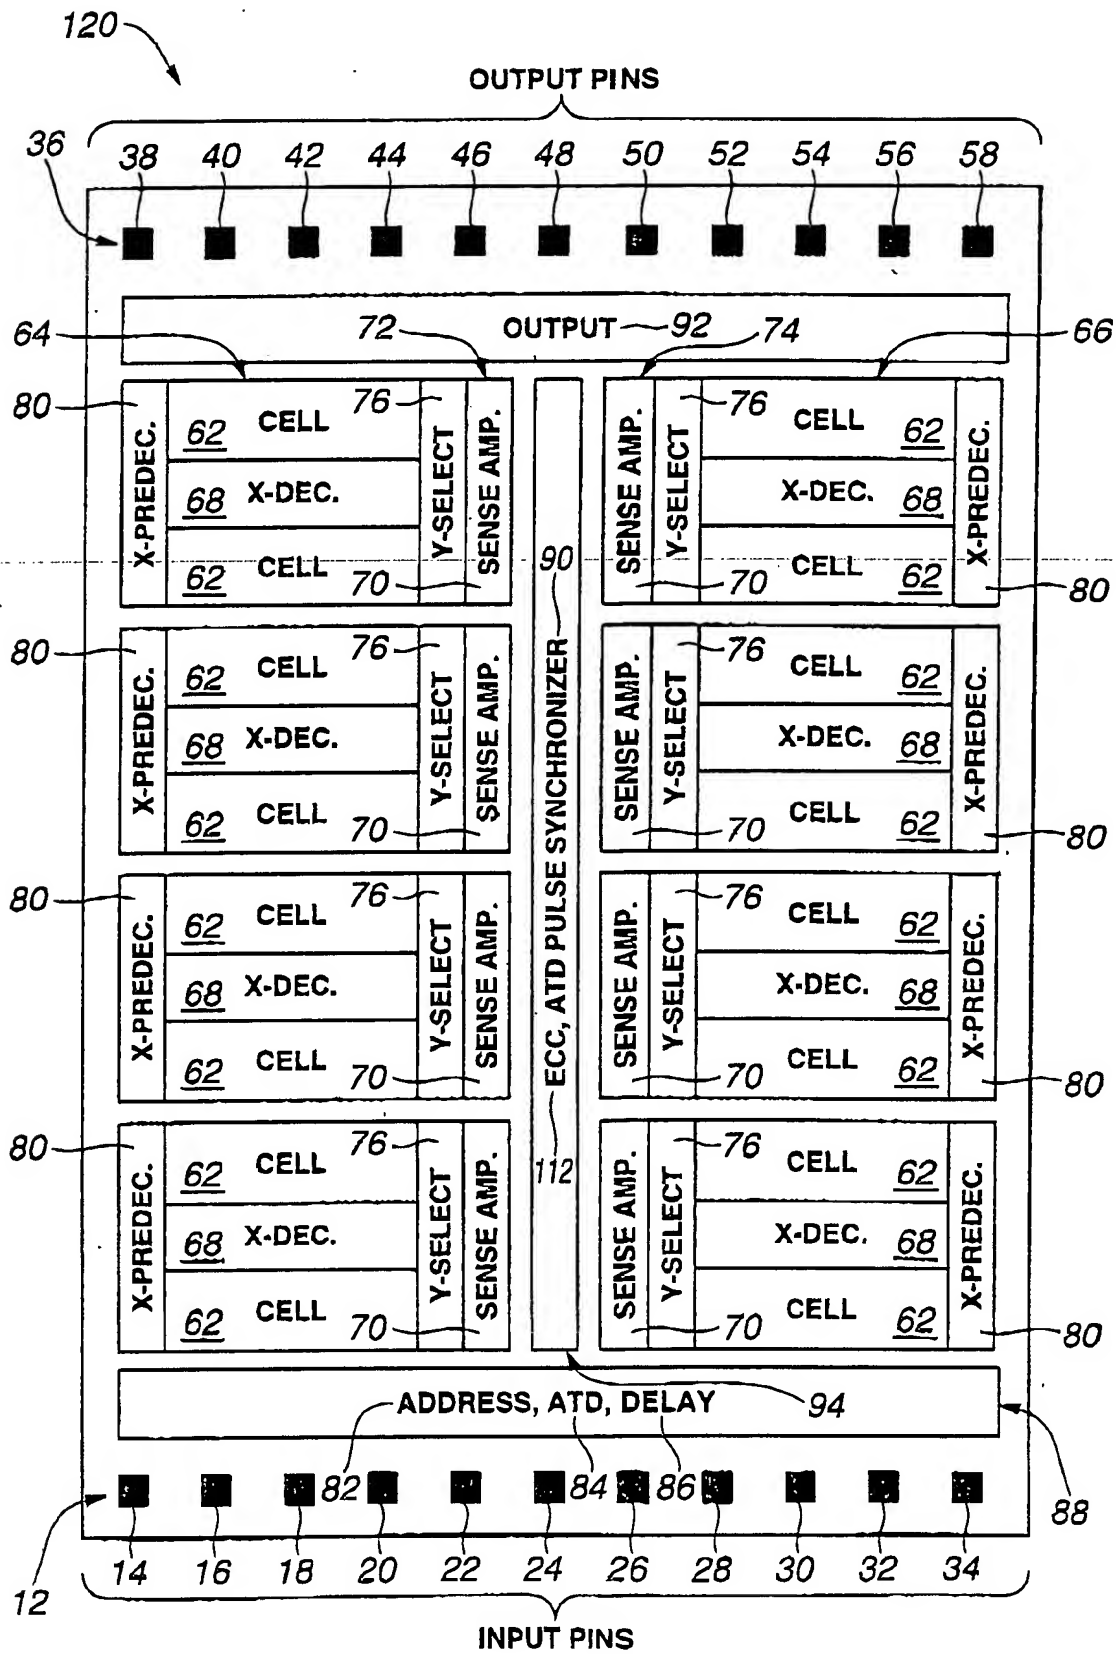 120
OUTPUT PINS
36 38 40 42 44 46 48 50 52 54 56 58
64 72 OUTPUT 92 74 66
80 X-PREDEC. 62 CELL 76 Y-SELECT SENSE AMP. SENSE AMP. Y-SELECT 76 CELL 62 X-PREDEC.
68 X-DEC. X-DEC. 68
62 CELL 70 90 70 CELL 62 80
80 X-PREDEC. 62 CELL 76 Y-SELECT SENSE AMP. SENSE AMP. Y-SELECT 76 CELL 62 X-PREDEC.
68 X-DEC. X-DEC. 68
62 CELL 70 70 CELL 62 80
ECC, ATD PULSE SYNCHRONIZER
80 X-PREDEC. 62 CELL 76 Y-SELECT SENSE AMP. SENSE AMP. Y-SELECT 76 CELL 62 X-PREDEC.
68 X-DEC. X-DEC. 68
62 CELL 70 70 CELL 62 80
80 X-PREDEC. 62 CELL 76 Y-SELECT SENSE AMP. 112 SENSE AMP. Y-SELECT 76 CELL 62 X-PREDEC.
68 X-DEC. X-DEC. 68
62 CELL 70 70 CELL 62 80
ADDRESS, ATD, DELAY 94
82 84 86 88
12 14 16 18 20 22 24 26 28 30 32 34
INPUT PINS